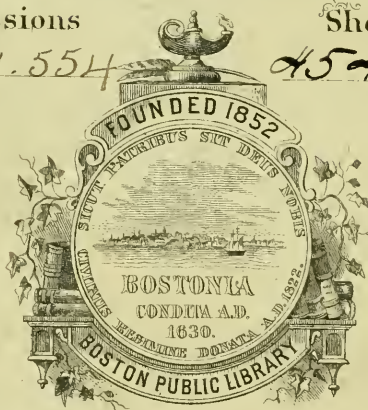 sions
Sh
.554
FOUNDED 1852
SICUT PATRIBUS SIT DEUS NOBIS
BOSTONIA
CONDITA A.D.
1630.
CIVITATIS REGIMINE DONATA A.D. 1822.
BOSTON PUBLIC LIBRARY